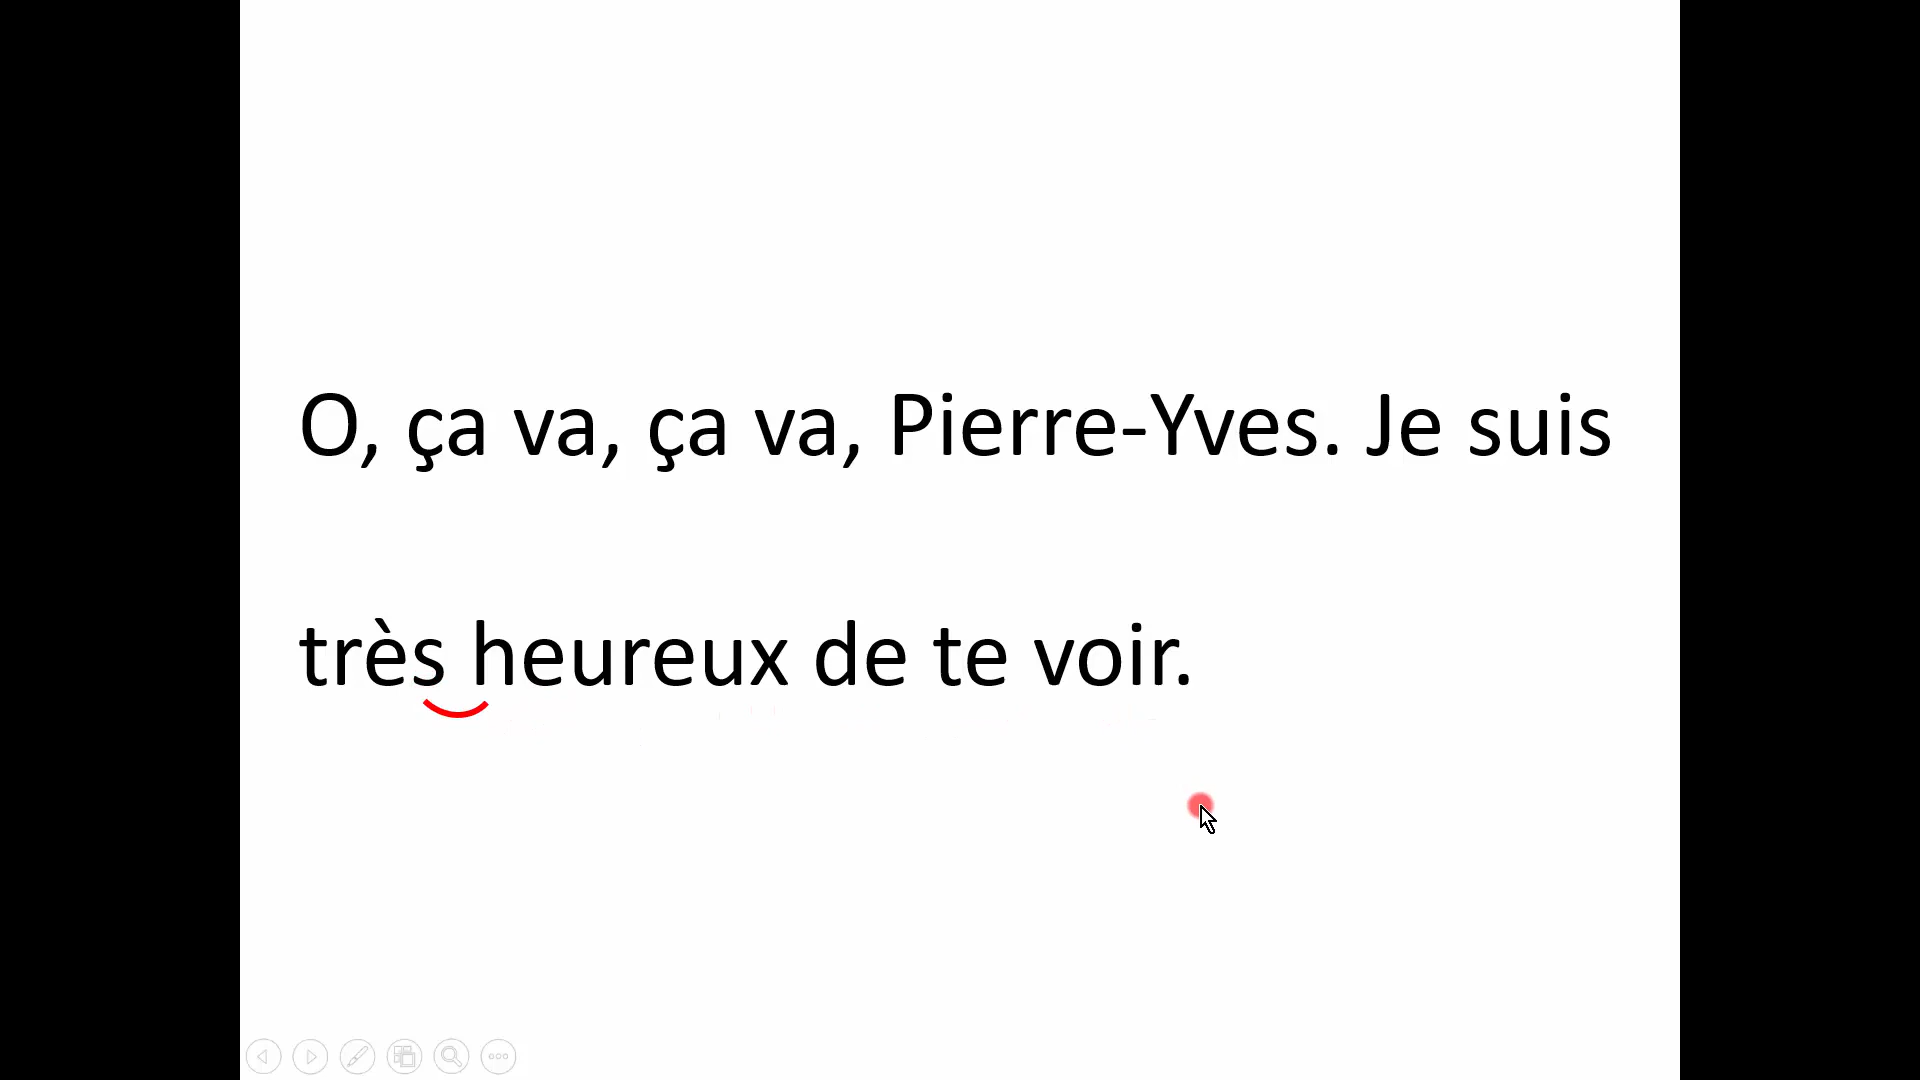 O, ça va, ça va, Pierre-Yves. Je suis
très heureux de te voir.